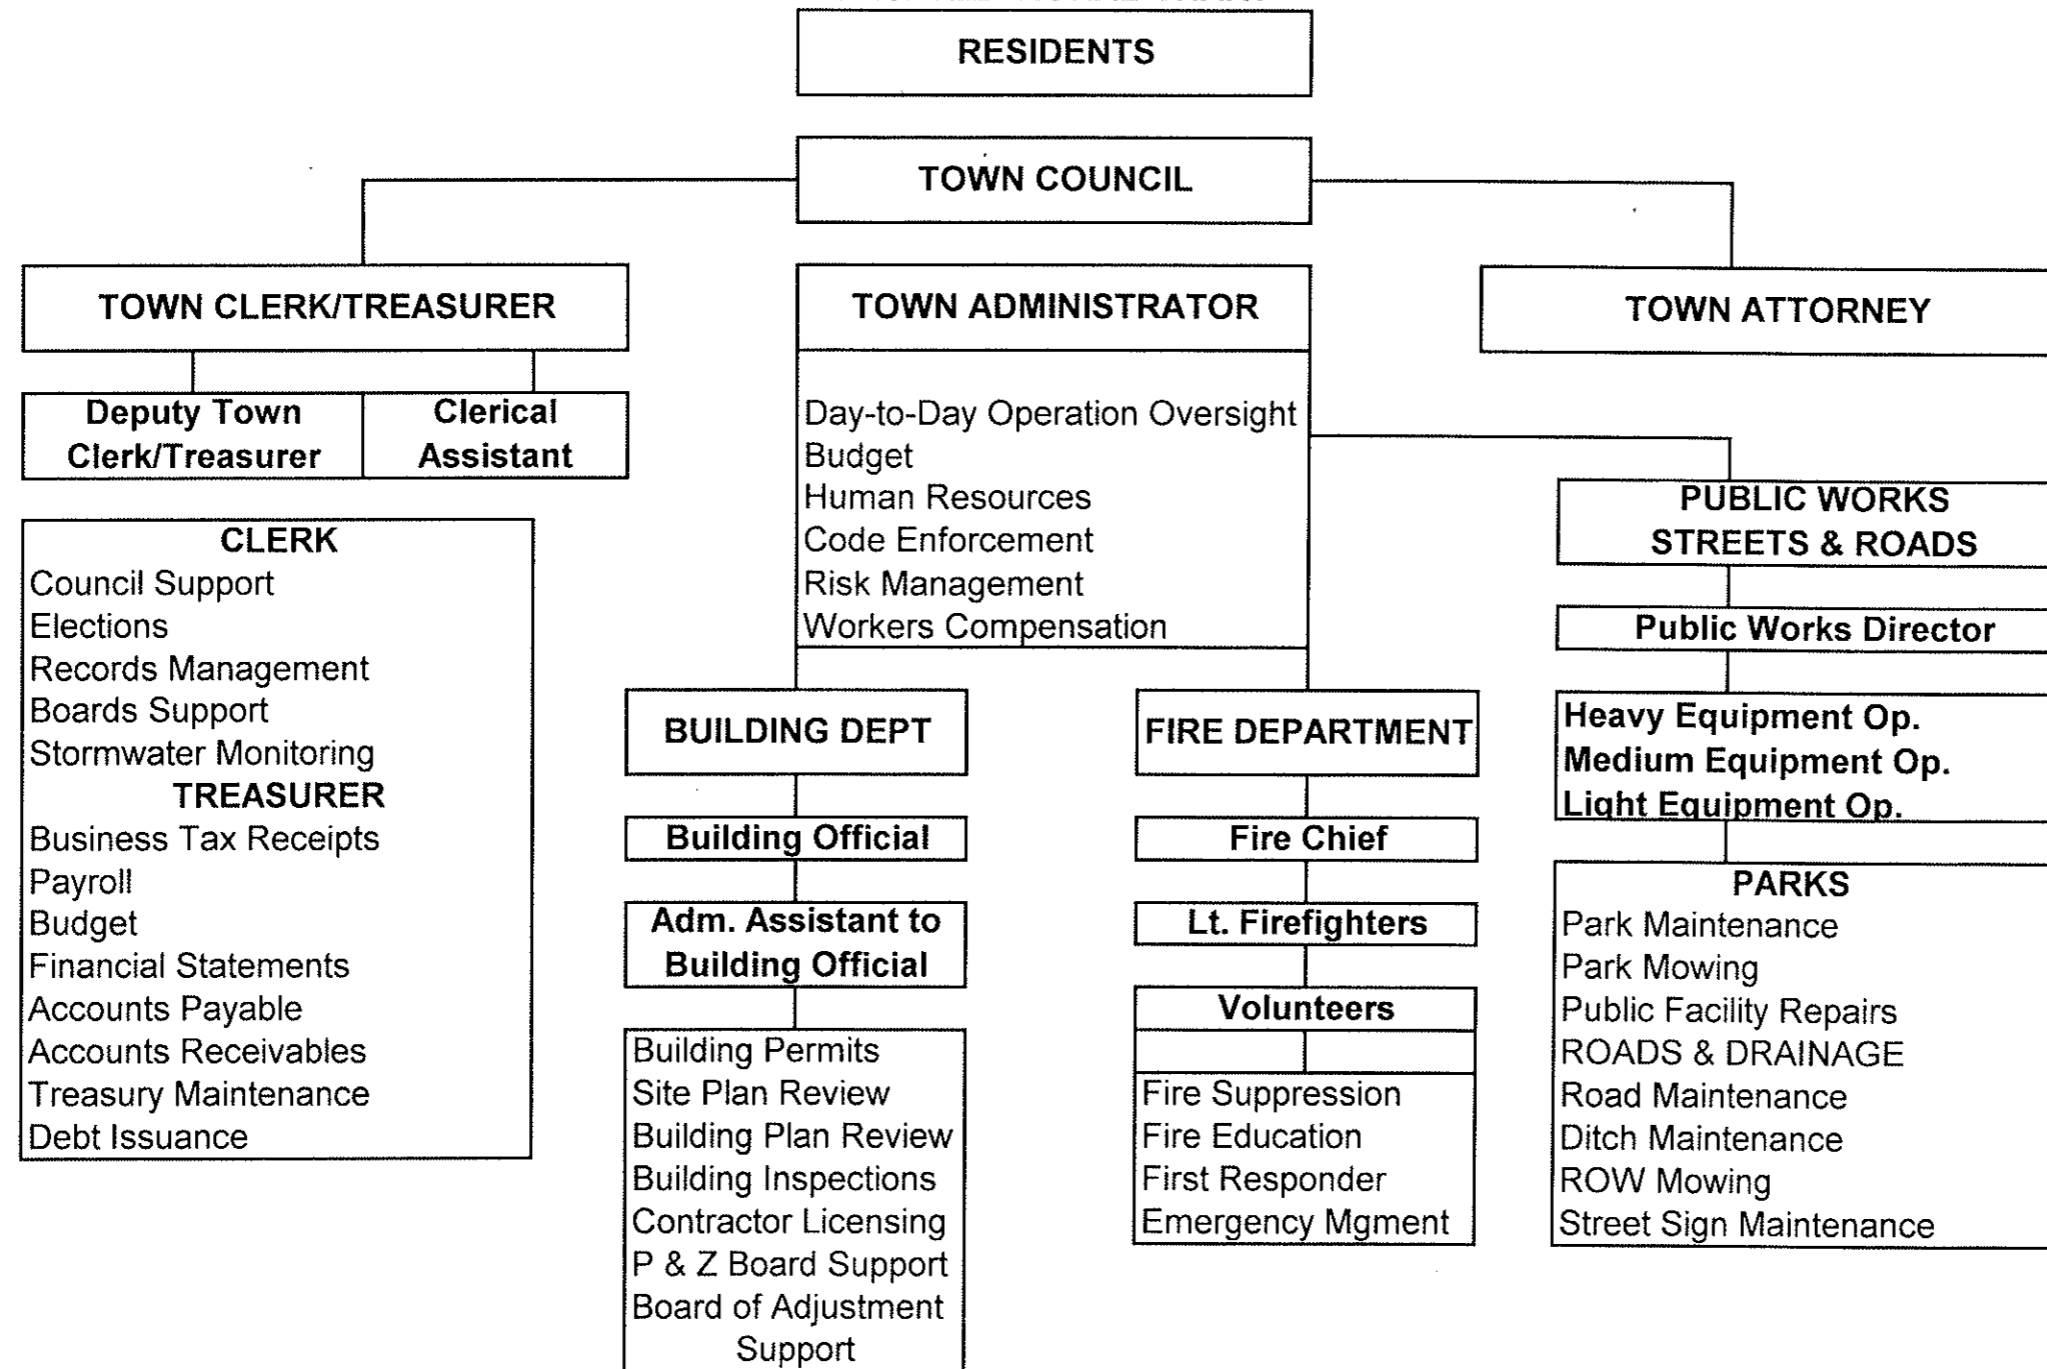 RESIDENTS
TOWN COUNCIL
TOWN CLERK/TREASURER
TOWN ADMINISTRATOR
TOWN ATTORNEY
Deputy Town
Clerk/Treasurer
Clerical
Assistant
Day-to-Day Operation Oversight
Budget
Human Resources
Code Enforcement
Risk Management
Workers Compensation
CLERK
Council Support
Elections
Records Management
Boards Support
Stormwater Monitoring
TREASURER
Business Tax Receipts
Payroll
Budget
Financial Statements
Accounts Payable
Accounts Receivables
Treasury Maintenance
Debt Issuance
BUILDING DEPT
Building Official
Adm. Assistant to
Building Official
Building Permits
Site Plan Review
Building Plan Review
Building Inspections
Contractor Licensing
P & Z Board Support
Board of Adjustment
Support
FIRE DEPARTMENT
Fire Chief
Lt. Firefighters
Volunteers
Fire Suppression
Fire Education
First Responder
Emergency Mgment
PUBLIC WORKS
STREETS & ROADS
Public Works Director
Heavy Equipment Op.
Medium Equipment Op.
Light Equipment Op.
PARKS
Park Maintenance
Park Mowing
Public Facility Repairs
ROADS & DRAINAGE
Road Maintenance
Ditch Maintenance
ROW Mowing
Street Sign Maintenance